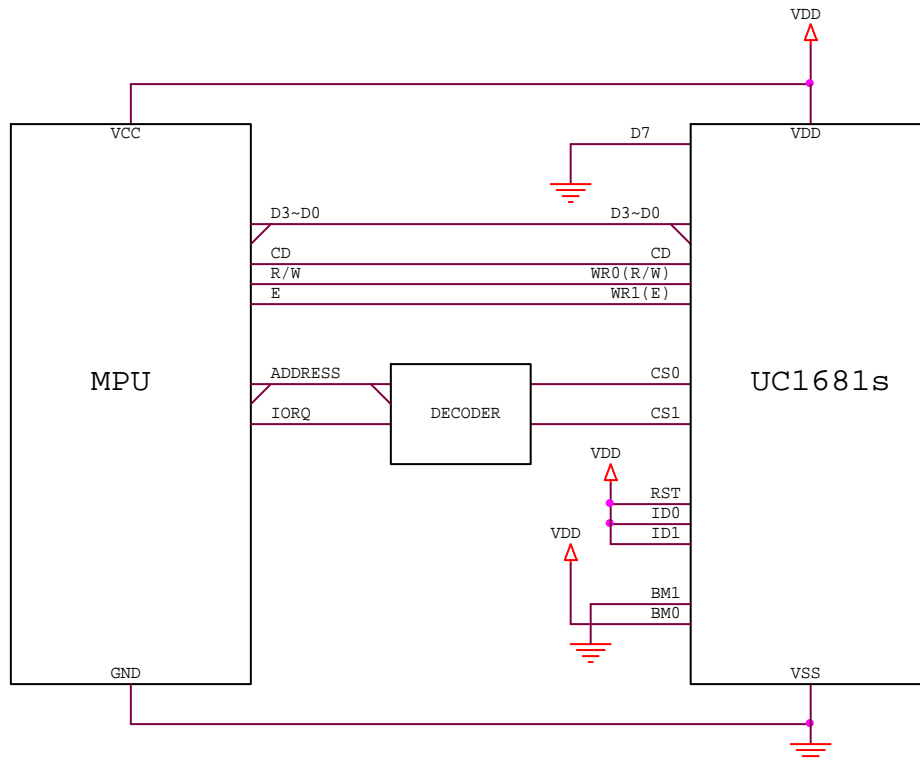 VDD
VCC
VDD
D7
D3~D0
D3~D0
CD
CD
R/W
WR0(R/W)
E
WR1(E)
MPU
ADDRESS
DECODER
CS0
UC1681s
IORQ
CS1
VDD
RST
ID0
VDD
ID1
BM1
BM0
GND
VSS